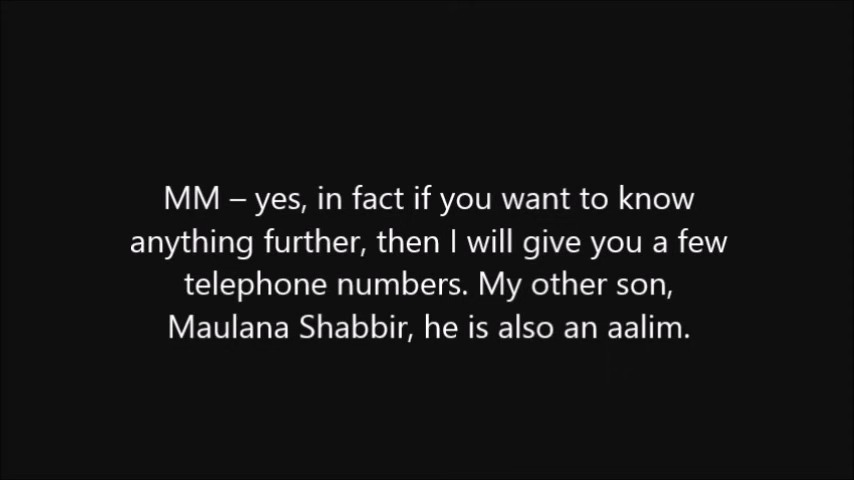 MM – yes, in fact if you want to know
anything further, then I will give you a few
telephone numbers. My other son,
Maulana Shabbir, he is also an aalim.